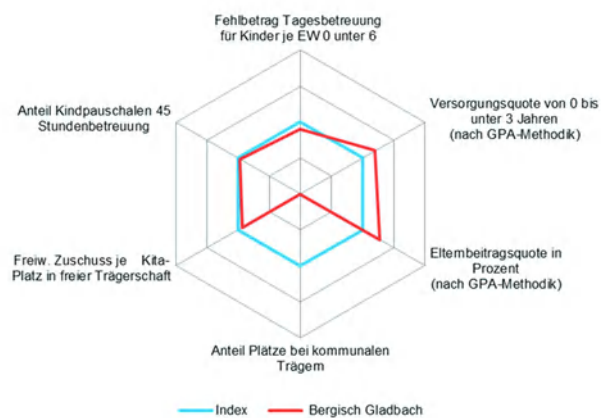 Fehlbetrag Tagesbetreuung
für Kinder je EW 0 unter 6
Versorgungsquote von 0 bis
unter 3 Jahren
(nach GPA-Methodik)
Elternbeitragsquote in
Prozent
(nach GPA-Methodik)
Anteil Plätze bei kommunalen
Trägern
Freiw. Zuschuss je Kita-
Platz in freier Trägerschaft
Anteil Kindpauschalen 45
Stundenbetreuung
Index
Bergisch Gladbach